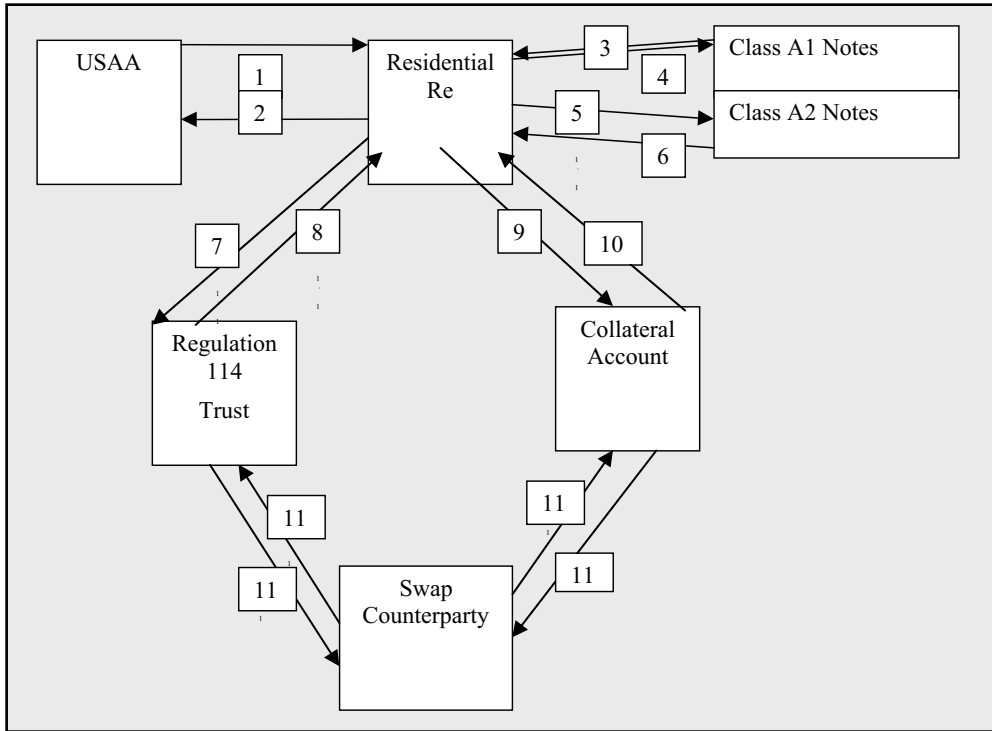 USAA
1
2
Residential
Re
3
4
5
6
Class A1 Notes
Class A2 Notes
7
8
9
10
Regulation
114
Trust
Collateral
Account
11
11
11
11
Swap
Counterparty